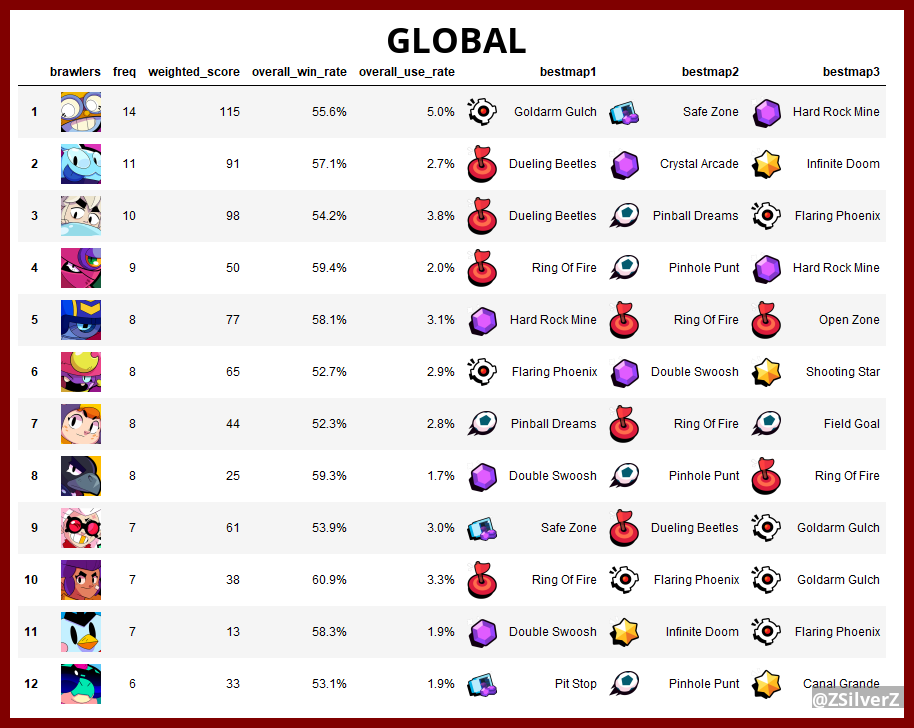 GLOBAL
brawlers freq weighted_score overall_win_rate overall_use_rate bestmap1 bestmap2 bestmap3
1 14 115 55.6% 5.0% Goldarm Gulch Safe Zone Hard Rock Mine
2 11 91 57.1% 2.7% Dueling Beetles Crystal Arcade Infinite Doom
3 10 98 54.2% 3.8% Dueling Beetles Pinball Dreams Flaring Phoenix
4 9 50 59.4% 2.0% Ring Of Fire Pinhole Punt Hard Rock Mine
5 8 77 58.1% 3.1% Hard Rock Mine Ring Of Fire Open Zone
6 8 65 52.7% 2.9% Flaring Phoenix Double Swoosh Shooting Star
7 8 44 52.3% 2.8% Pinball Dreams Ring Of Fire Field Goal
8 8 25 59.3% 1.7% Double Swoosh Pinhole Punt Ring Of Fire
9 7 61 53.9% 3.0% Safe Zone Dueling Beetles Goldarm Gulch
10 7 38 60.9% 3.3% Ring Of Fire Flaring Phoenix Goldarm Gulch
11 7 13 58.3% 1.9% Double Swoosh Infinite Doom Flaring Phoenix
12 6 33 53.1% 1.9% Pit Stop Pinhole Punt Canal Grande
@ZSilverZ